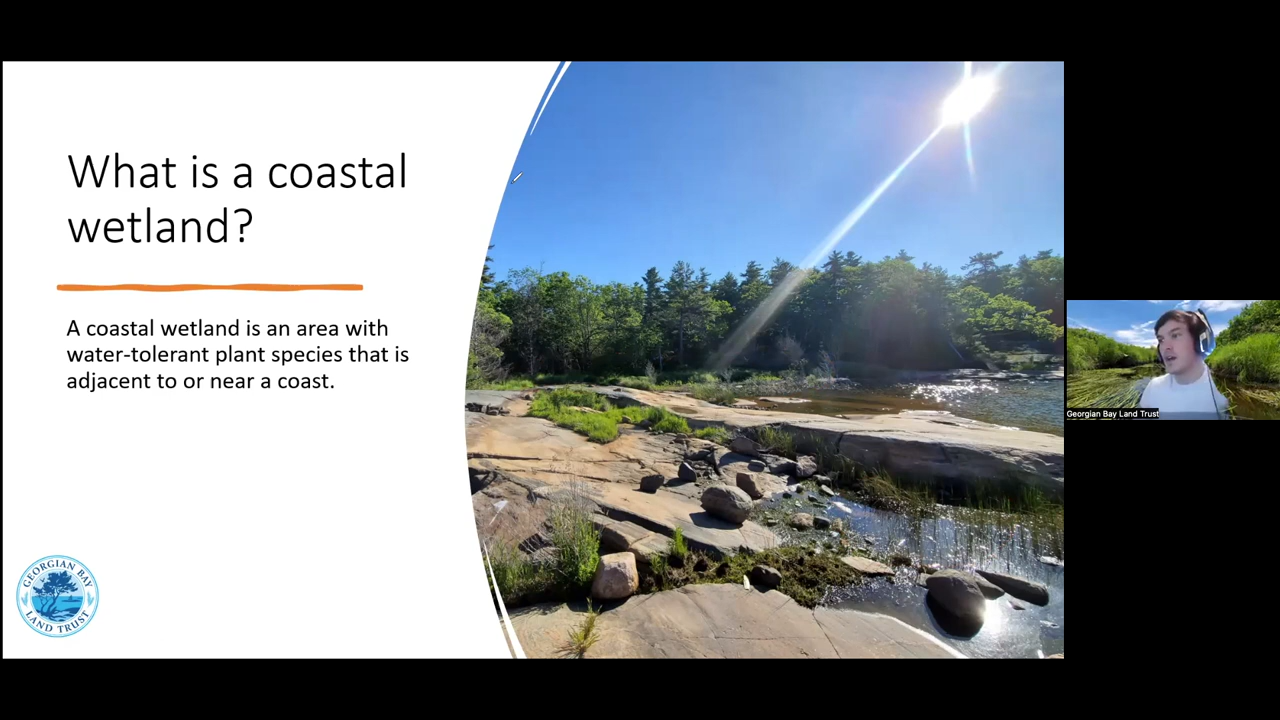 What is a coastal
wetland?
A coastal wetland is an area with
water-tolerant plant species that is
adjacent to or near a coast.
GEORGIAN BAY
LAND TRUST
Georgian Bay Land Trust